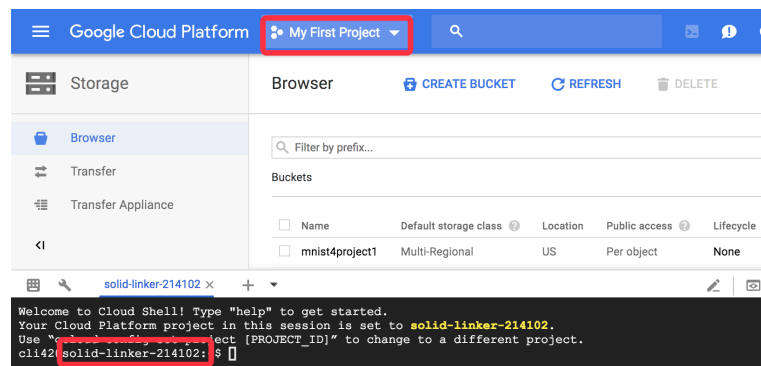 Google Cloud Platform My First Project
Storage
Browser CREATE BUCKET REFRESH DELETE
Browser
Transfer
Transfer Appliance
Filter by prefix...
Buckets
Name Default storage class Location Public access Lifecycle
mnist4project1 Multi-Regional US Per object None
solid-linker-214102
Welcome to Cloud Shell! Type "help" to get started.
Your Cloud Platform project in this session is set to solid-linker-214102.
Use “gcloud config set project [PROJECT_ID]” to change to a different project.
solid-linker-214102: $